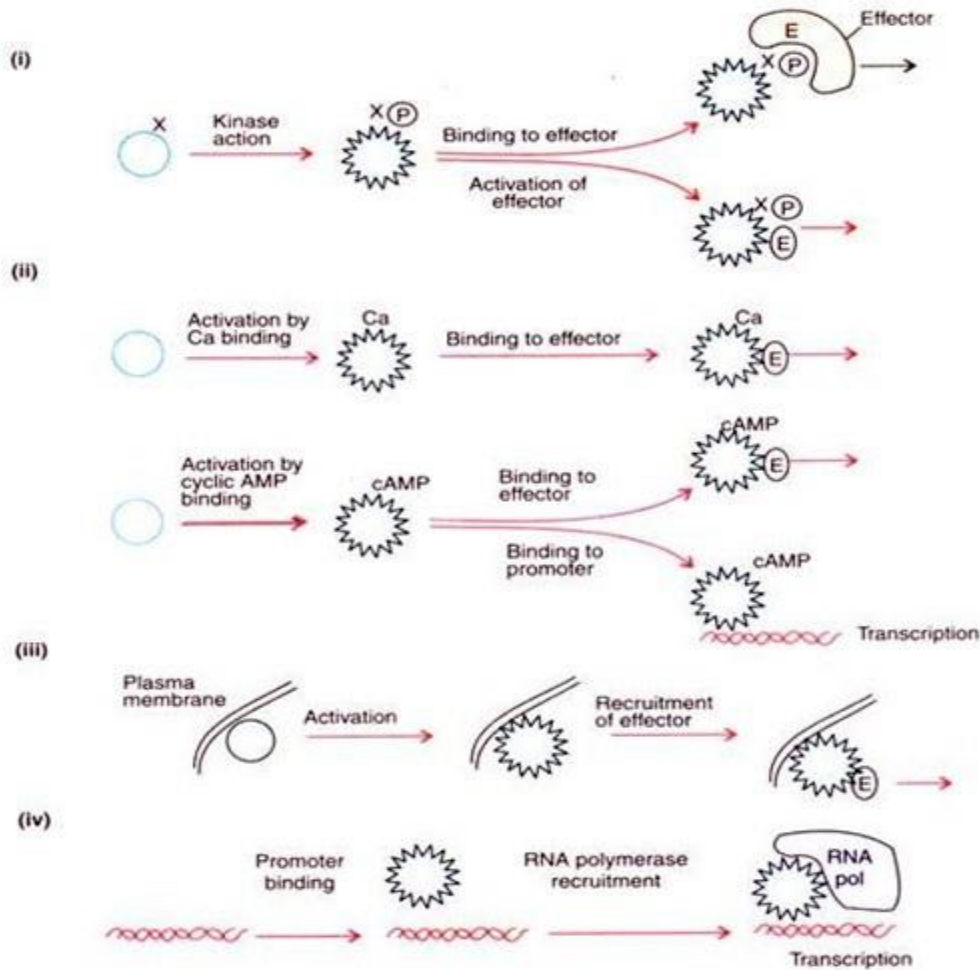 (i)
E
Effector
X P
X
Kinase
action
X P
Binding to effector
Activation of
effector
X P
E
(ii)
Activation by
Ca binding
Ca
Binding to effector
Ca
E
Activation by
cyclic AMP
binding
cAMP
Binding to
effector
cAMP
E
Binding to
promoter
cAMP
Transcription
(iii)
Plasma
membrane
Activation
Recruitment
of effector
E
(iv)
Promoter
binding
RNA polymerase
recruitment
RNA
pol
Transcription